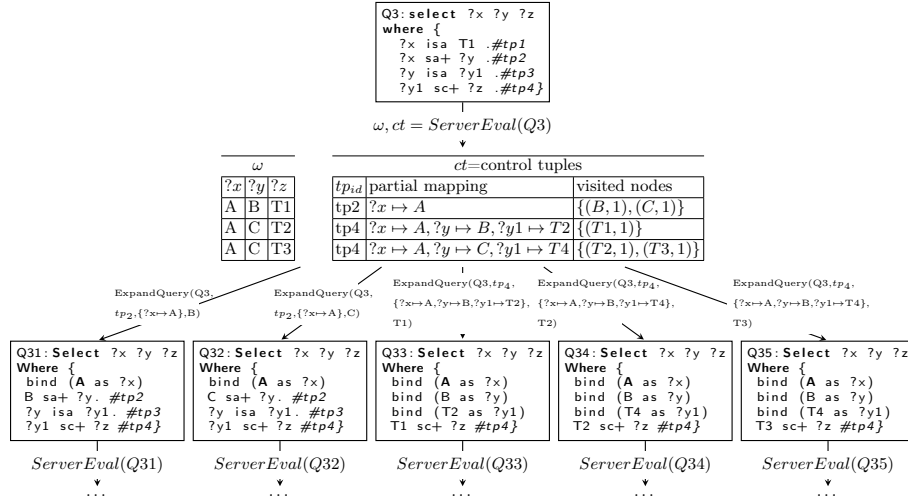 Q3: select ?x ?y ?z
where {
?x isa T1 .#tp1
?x sa+ ?y .#tp2
?y isa ?y1 .#tp3
?y1 sc+ ?z .#tp4}
ω, ct = ServerEval(Q3)
ω
?x ?y ?z
A B T1
A C T2
A C T3
ct=control tuples
tp_id partial mapping visited nodes
tp2 ?x ↦ A {(B, 1), (C, 1)}
tp4 ?x ↦ A, ?y ↦ B, ?y1 ↦ T2 {(T1, 1)}
tp4 ?x ↦ A, ?y ↦ C, ?y1 ↦ T4 {(T2, 1), (T3, 1)}
ExpandQuery(Q3,
tp_2,{?x↦A},B)
ExpandQuery(Q3,
tp_2,{?x↦A},C)
ExpandQuery(Q3,tp_4,
{?x↦A,?y↦B,?y1↦T2},
T1)
ExpandQuery(Q3,tp_4,
{?x↦A,?y↦B,?y1↦T4},
T2)
ExpandQuery(Q3,tp_4,
{?x↦A,?y↦B,?y1↦T4},
T3)
Q31: Select ?x ?y ?z
Where {
bind (A as ?x)
B sa+ ?y. #tp2
?y isa ?y1. #tp3
?y1 sc+ ?z #tp4}
Q32: Select ?x ?y ?z
Where {
bind (A as ?x)
C sa+ ?y. #tp2
?y isa ?y1. #tp3
?y1 sc+ ?z #tp4}
Q33: Select ?x ?y ?z
Where {
bind (A as ?x)
bind (B as ?y)
bind (T2 as ?y1)
T1 sc+ ?z #tp4}
Q34: Select ?x ?y ?z
Where {
bind (A as ?x)
bind (B as ?y)
bind (T4 as ?y1)
T2 sc+ ?z #tp4}
Q35: Select ?x ?y ?z
Where {
bind (A as ?x)
bind (B as ?y)
bind (T4 as ?y1)
T3 sc+ ?z #tp4}
ServerEval(Q31)
ServerEval(Q32)
ServerEval(Q33)
ServerEval(Q34)
ServerEval(Q35)
...
...
...
...
...